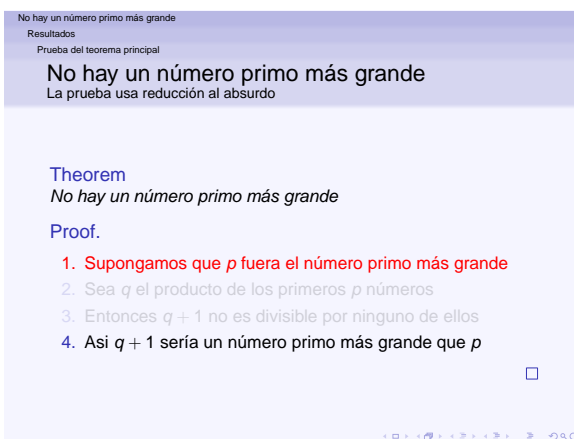 No hay un número primo más grande
Resultados
Prueba del teorema principal
No hay un número primo más grande
La prueba usa reducción al absurdo
Theorem
No hay un número primo más grande
Proof.
1. Supongamos que p fuera el número primo más grande
2. Sea q el producto de los primeros p números
3. Entonces q + 1 no es divisible por ninguno de ellos
4. Asi q + 1 sería un número primo más grande que p